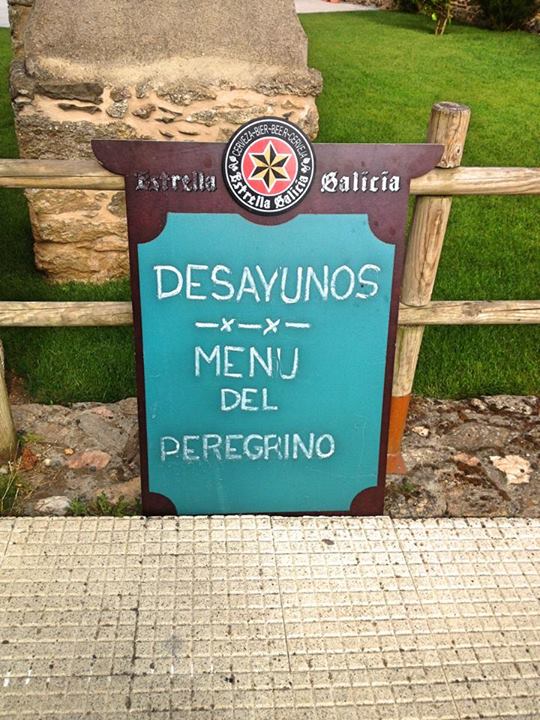 CERVEZA-BIER-BEER-CERVEJA
Estrella Galicia
Estrella Galicia
DESAYUNOS
—x—x—
MENU
DEL
PEREGRINO